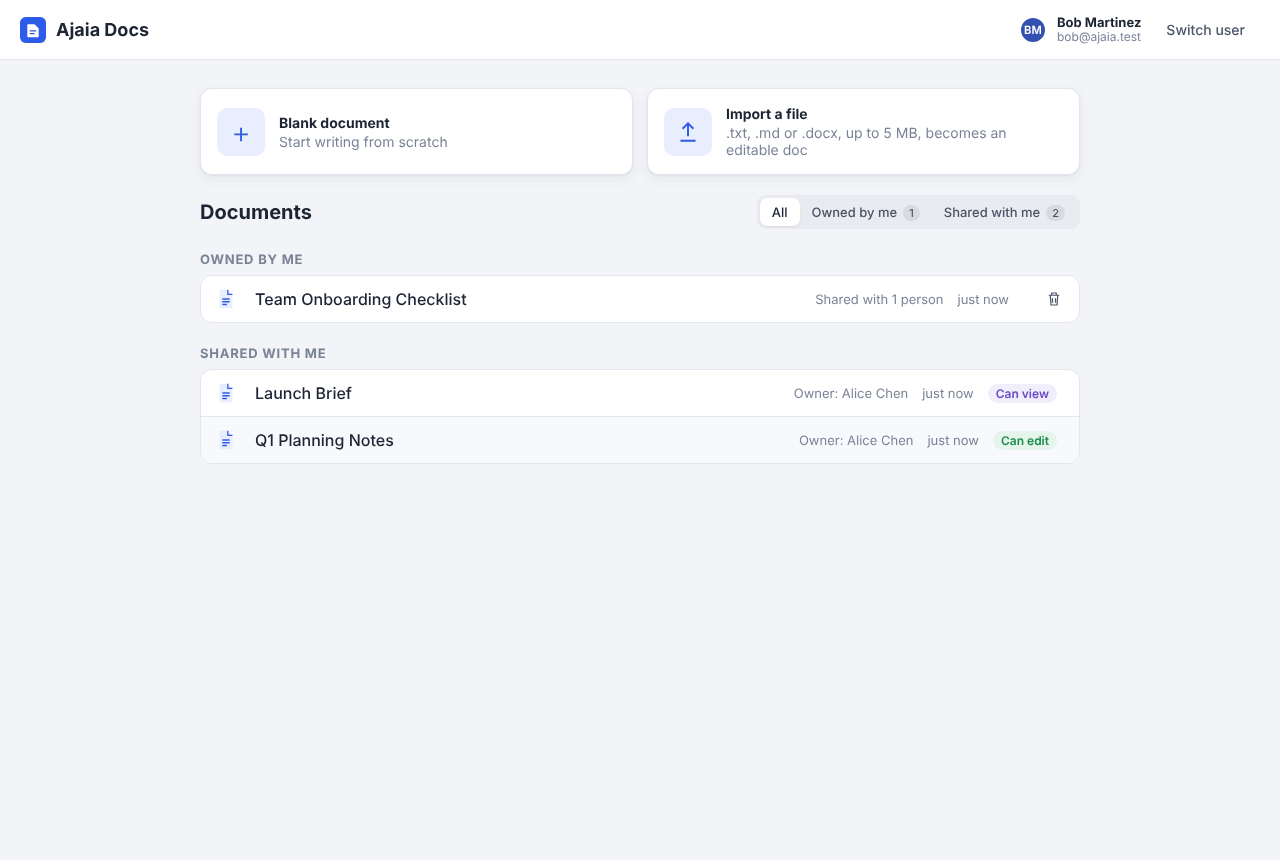 Ajaia Docs
BM
Bob Martinez
bob@ajaia.test
Switch user
Blank document
Start writing from scratch
Import a file
.txt, .md or .docx, up to 5 MB, becomes an
editable doc
Documents
All
Owned by me 1
Shared with me 2
OWNED BY ME
Team Onboarding Checklist
Shared with 1 person
just now
SHARED WITH ME
Launch Brief
Owner: Alice Chen
just now
Can view
Q1 Planning Notes
Owner: Alice Chen
just now
Can edit